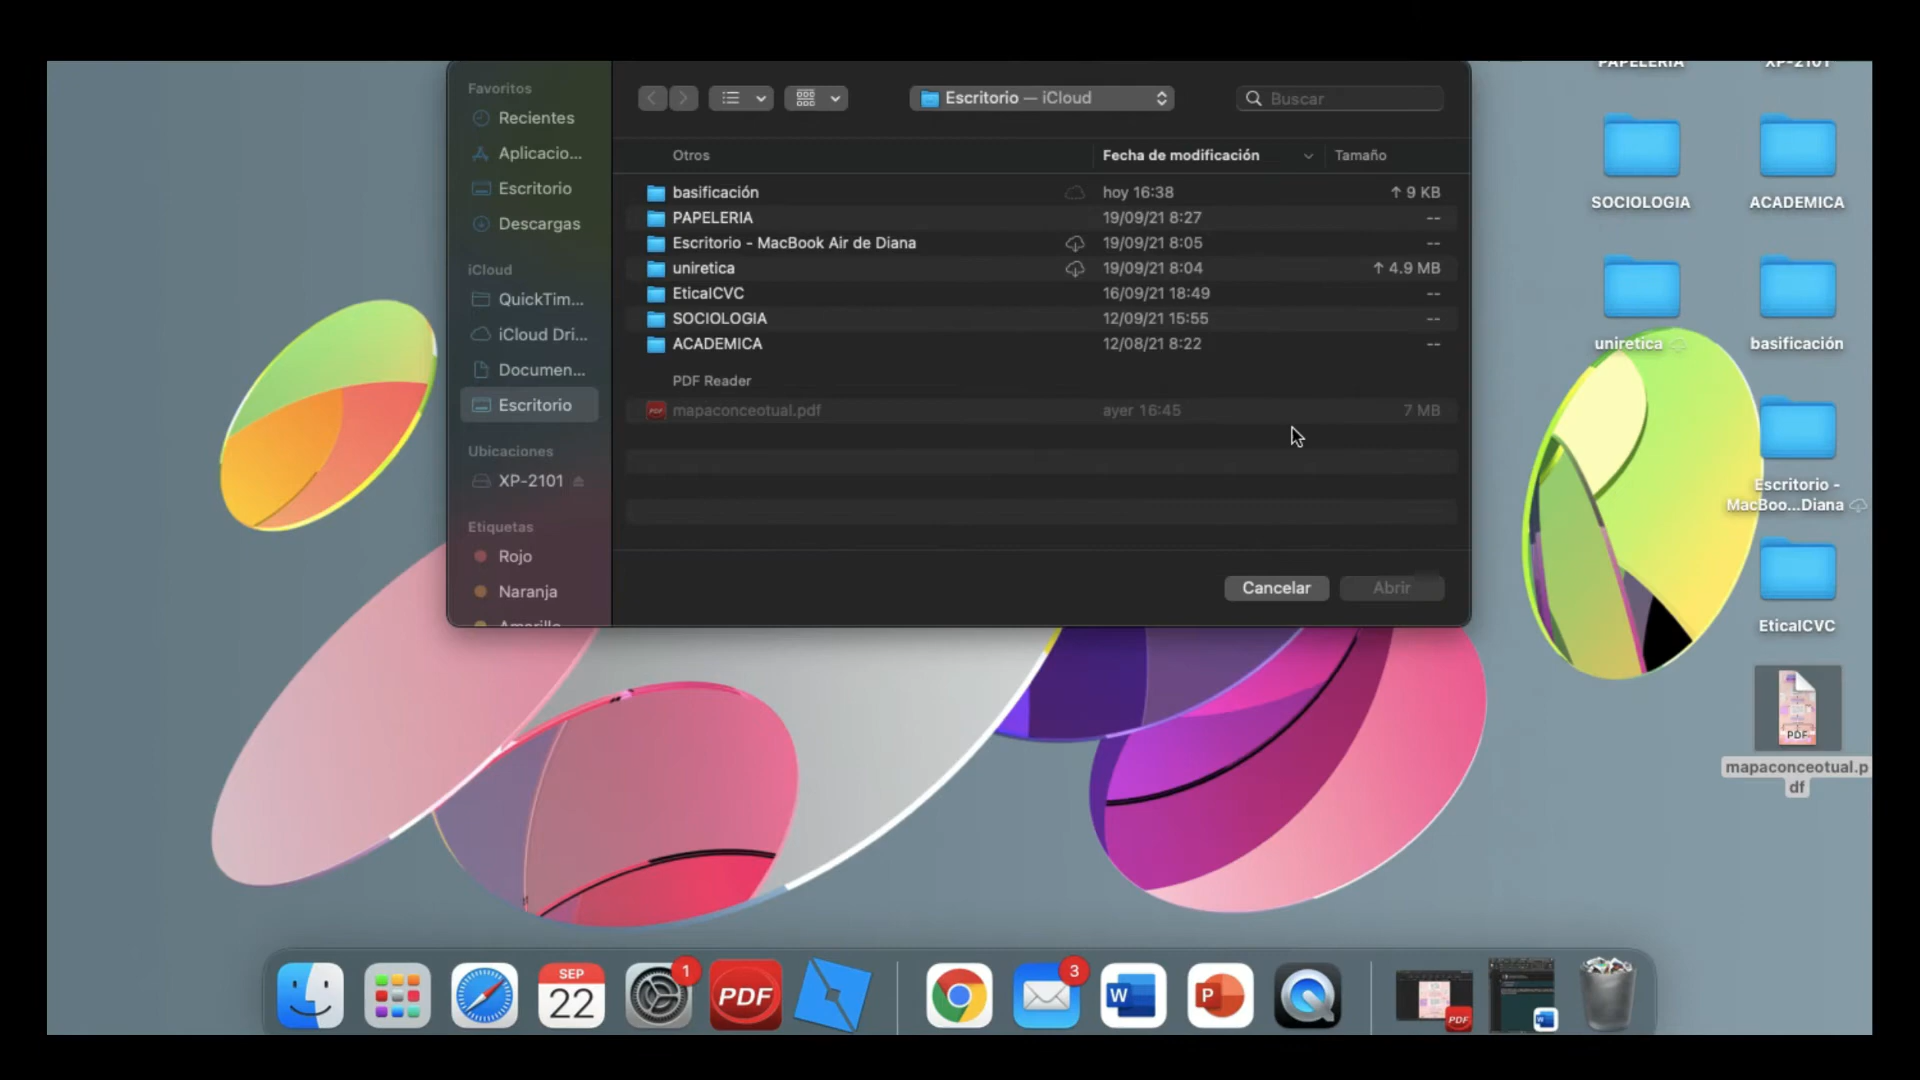 Favoritos
Recientes
Aplicacio...
Escritorio
Descargas
iCloud
QuickTim...
iCloud Dri...
Documen...
Escritorio
Ubicaciones
XP-2101
Etiquetas
Rojo
Naranja
Amarillo
Escritorio — iCloud
Buscar
Otros
Fecha de modificación
Tamaño
basificación
hoy 16:38
↑ 9 KB
PAPELERIA
19/09/21 8:27
--
Escritorio - MacBook Air de Diana
19/09/21 8:05
--
uniretica
19/09/21 8:04
↑ 4.9 MB
EticaICVC
16/09/21 18:49
--
SOCIOLOGIA
12/09/21 15:55
--
ACADEMICA
12/08/21 8:22
--
PDF Reader
mapaconceotual.pdf
ayer 16:45
7 MB
Cancelar
Abrir
PAPELERIA
XP-2101
SOCIOLOGIA
ACADEMICA
uniretica
basificación
Escritorio -
MacBoo...Diana
EticaICVC
PDF
mapaconceotual.p
df
SEP
22
1
PDF
3
W
P
PDF